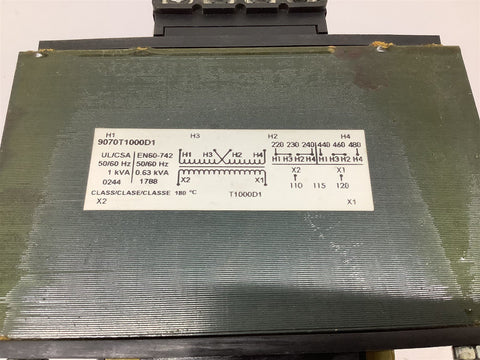 H1 H3 H2 H4
9070T1000D1
UL/CSA EN60-742
50/60 Hz 50/60 Hz
1 kVA 0.63 kVA
0244 1788
CLASS/CLASE/CLASSE 180 °C
H1 H3 H2 H4
X2 X1
T1000D1
220 230 240 440 460 480
H1 H3 H2 H4 H1 H3 H2 H4
X2 X1
110 115 120
X2 X1